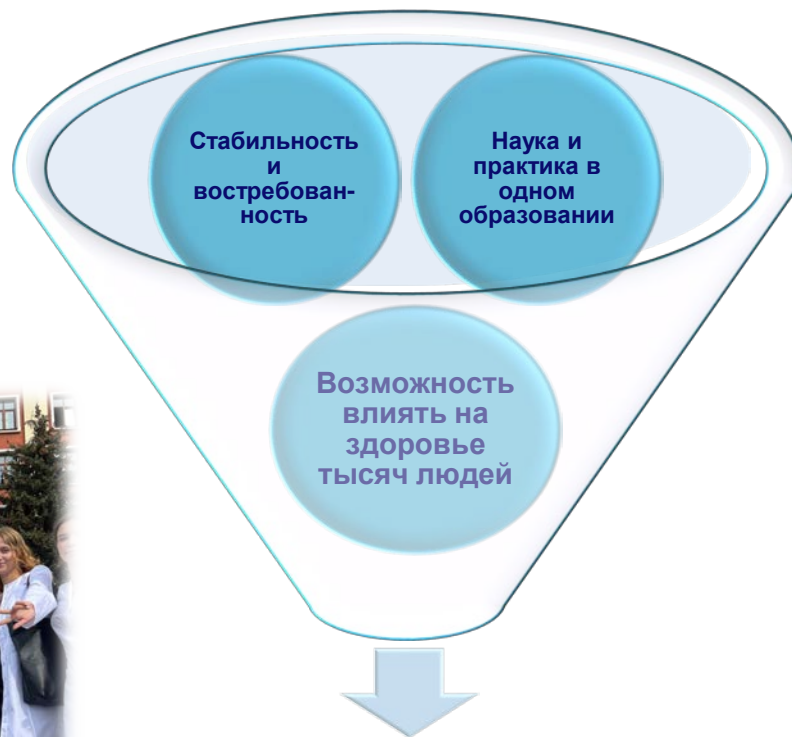 Стабильность
и
востребован-
ность
Наука и
практика в
одном
образовании
Возможность
влиять на
здоровье
тысяч людей